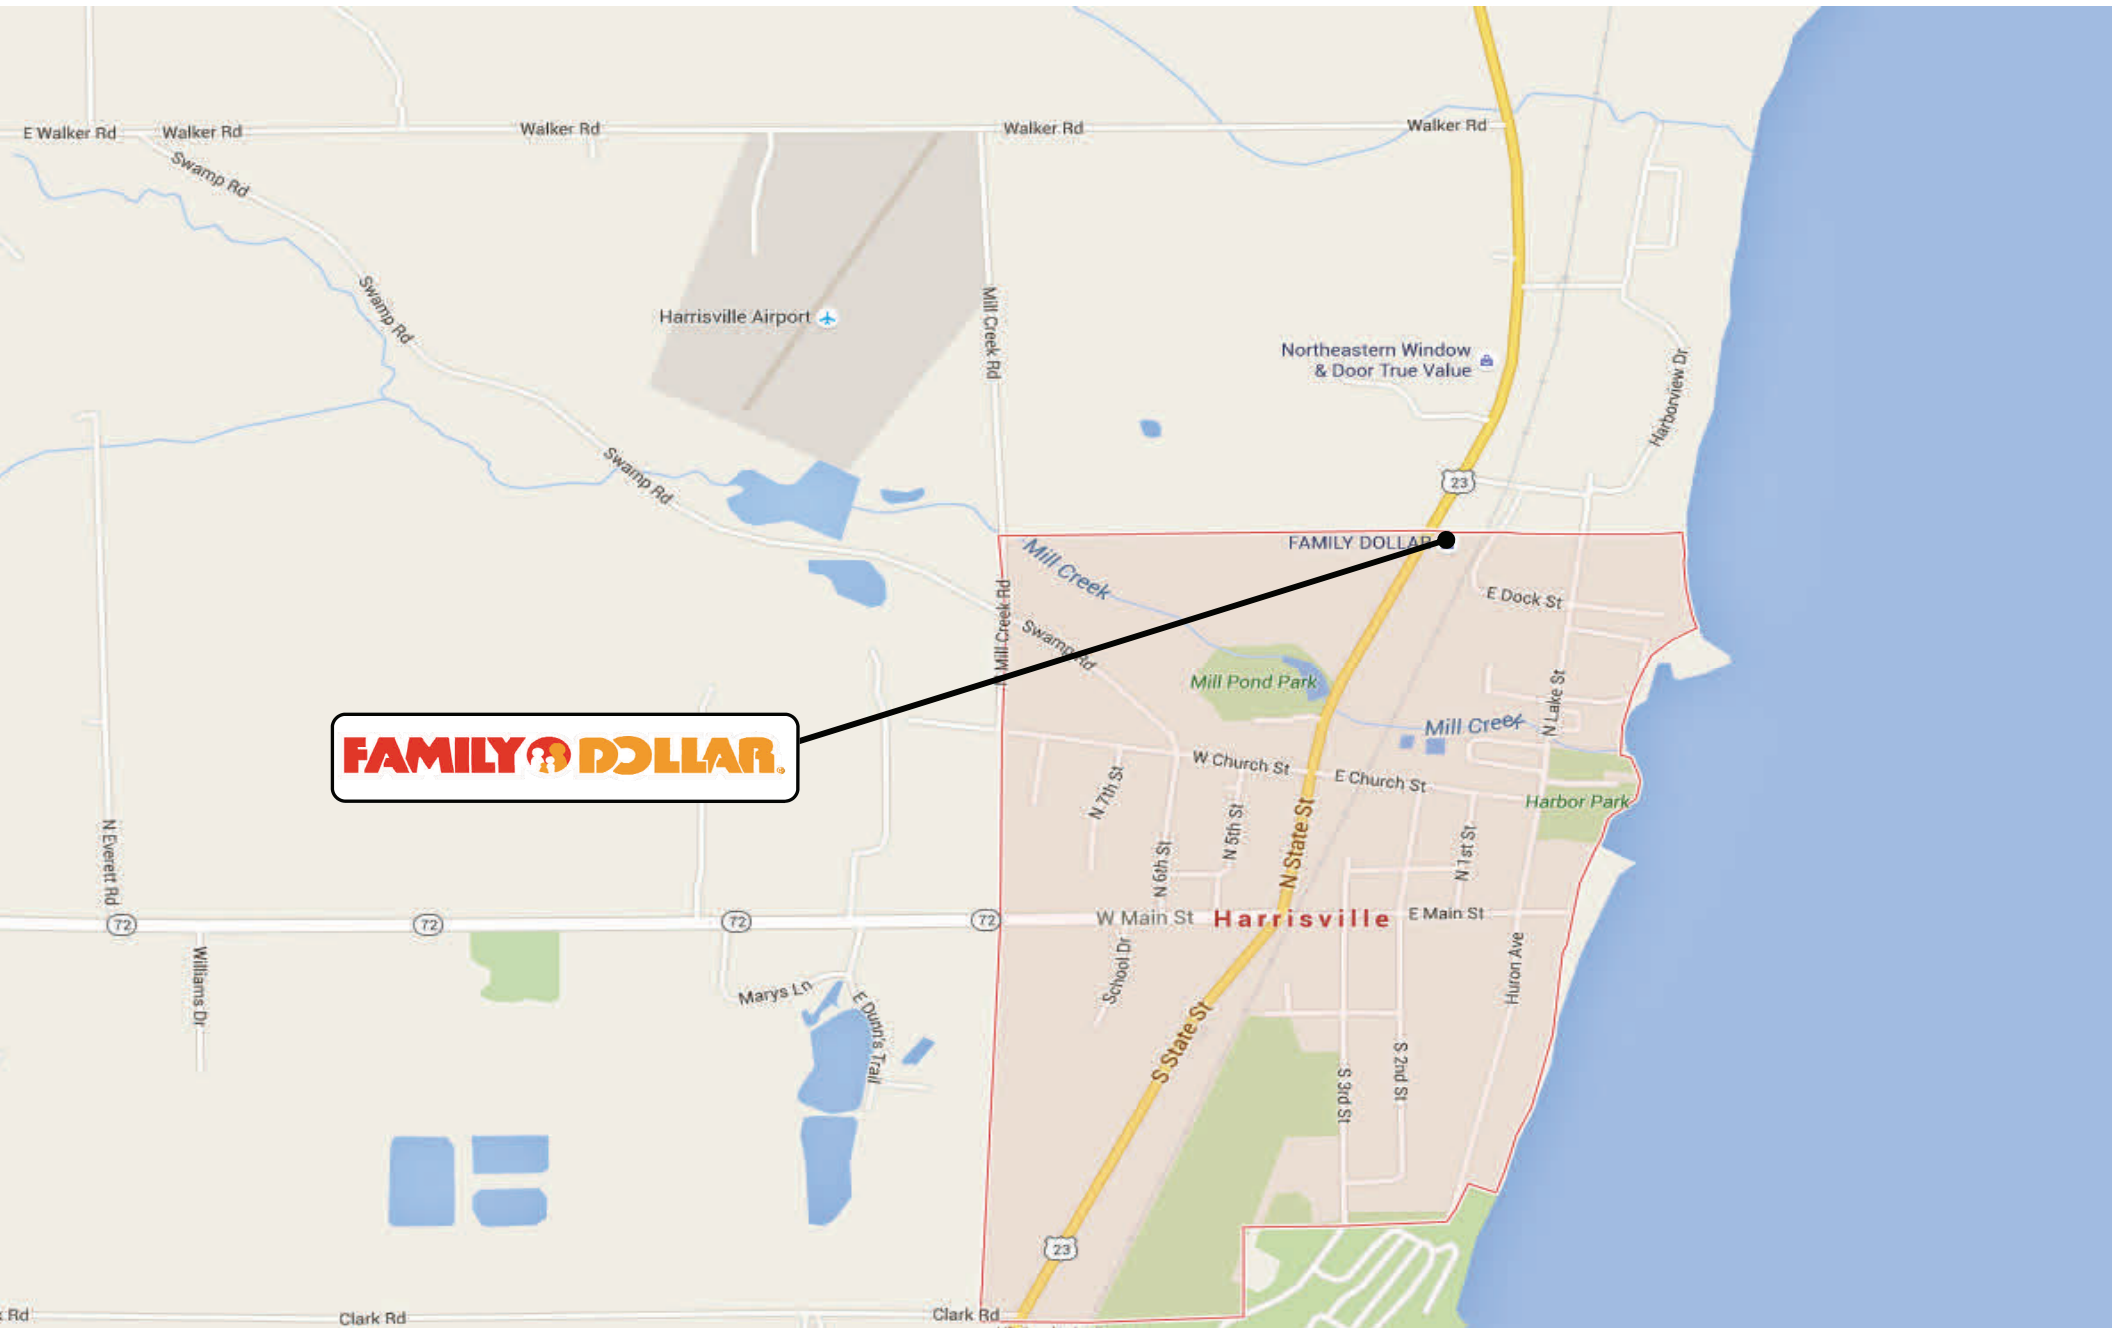 E Walker Rd
Walker Rd
Walker Rd
Walker Rd
Walker Rd
Swamp Rd
Swamp Rd
Harrisville Airport
Mill Creek Rd
Northeastern Window
& Door True Value
Harborview Dr
Swamp Rd
23
FAMILY DOLLAR
Mill Creek
N Mill Creek Rd
E Dock St
Swamp Rd
Mill Pond Park
N Lake St
Mill Creek
FAMILY DOLLAR
W Church St
E Church St
N 7th St
Harbor Park
N Everett Rd
N 5th St
N State St
N 1st St
N 6th St
72
72
72
72
W Main St
Harrisville
E Main St
Williams Dr
School Dr
Huron Ave
Marys Ln
E Dunn's Trail
S State St
S 2nd St
S 3rd St
23
Rd
Clark Rd
Clark Rd